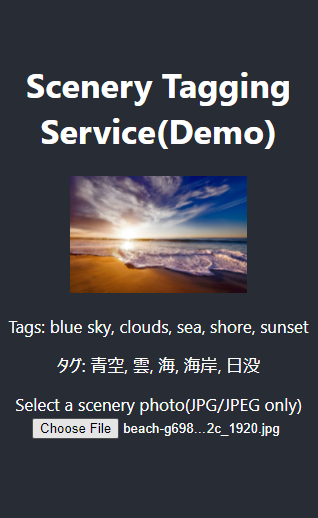 Scenery Tagging
Service(Demo)
Tags: blue sky, clouds, sea, shore, sunset
タグ: 青空, 雲, 海, 海岸, 日没
Select a scenery photo(JPG/JPEG only)
Choose File beach-g698...2c_1920.jpg